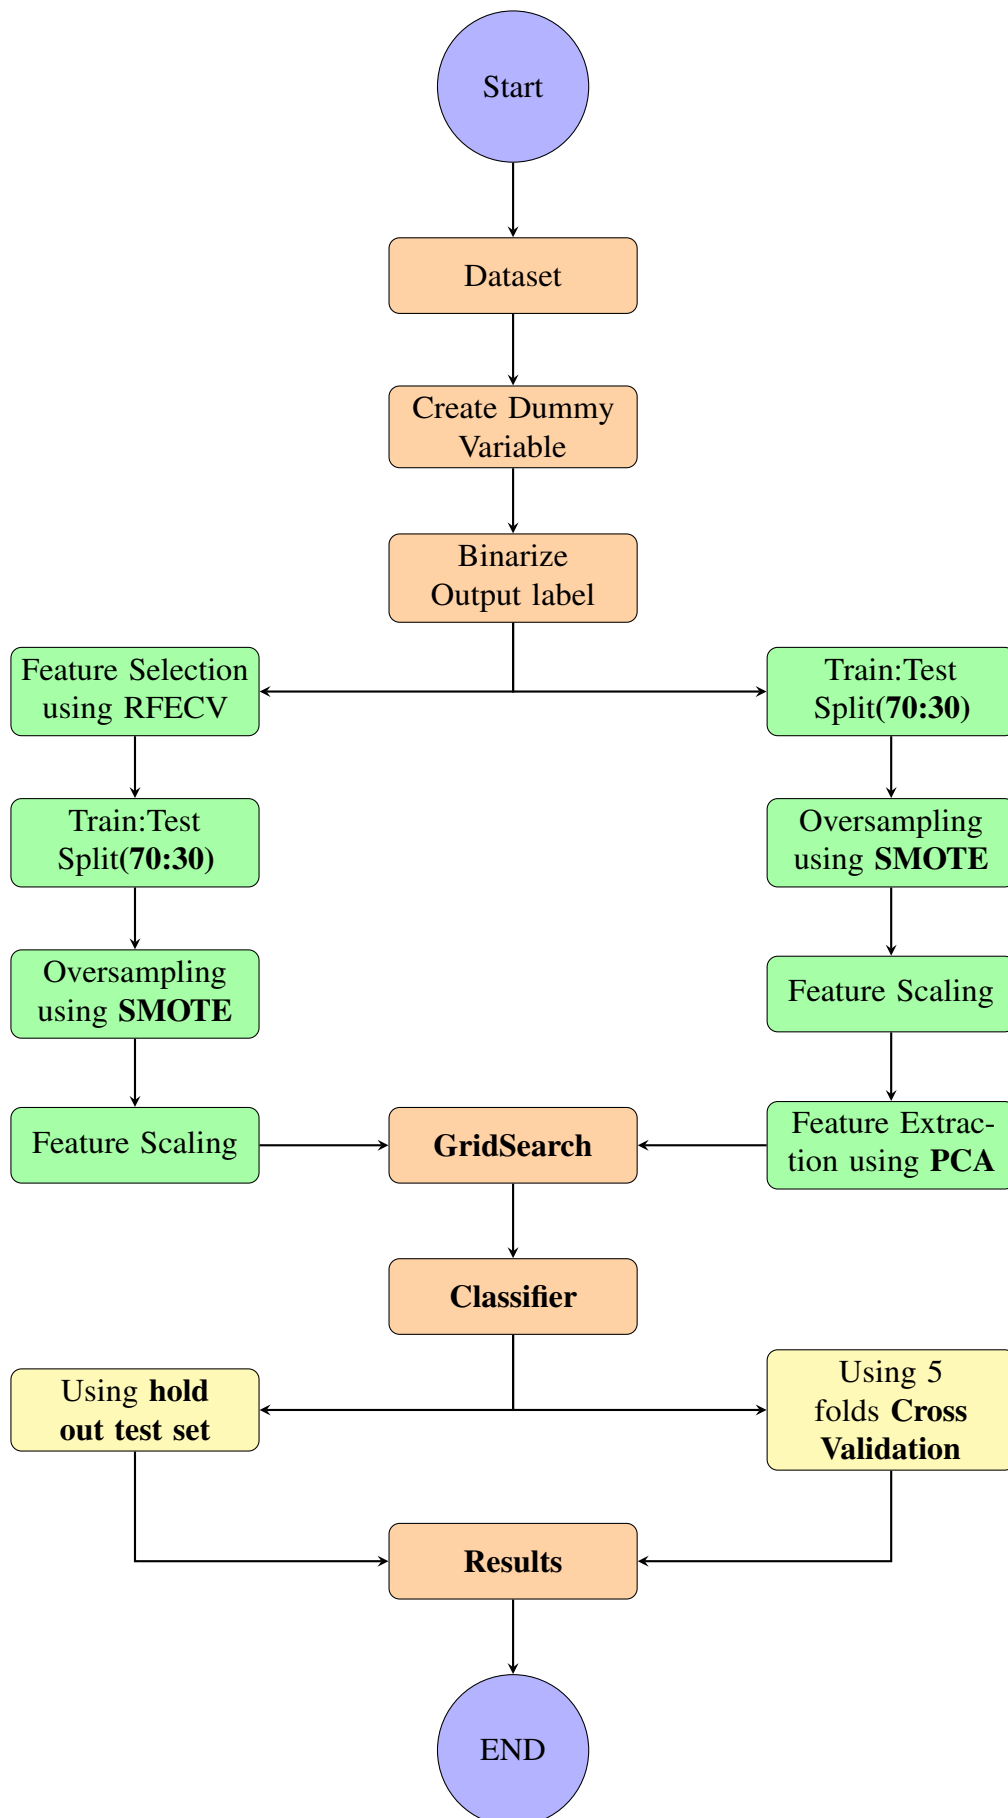 Start
Dataset
Create Dummy
Variable
Binarize
Output label
Feature Selection
using RFECV
Train:Test
Split(70:30)
Train:Test
Split(70:30)
Oversampling
using SMOTE
Oversampling
using SMOTE
Feature Scaling
Feature Scaling
GridSearch
Feature Extrac-
tion using PCA
Classifier
Using hold
out test set
Using 5
folds Cross
Validation
Results
END